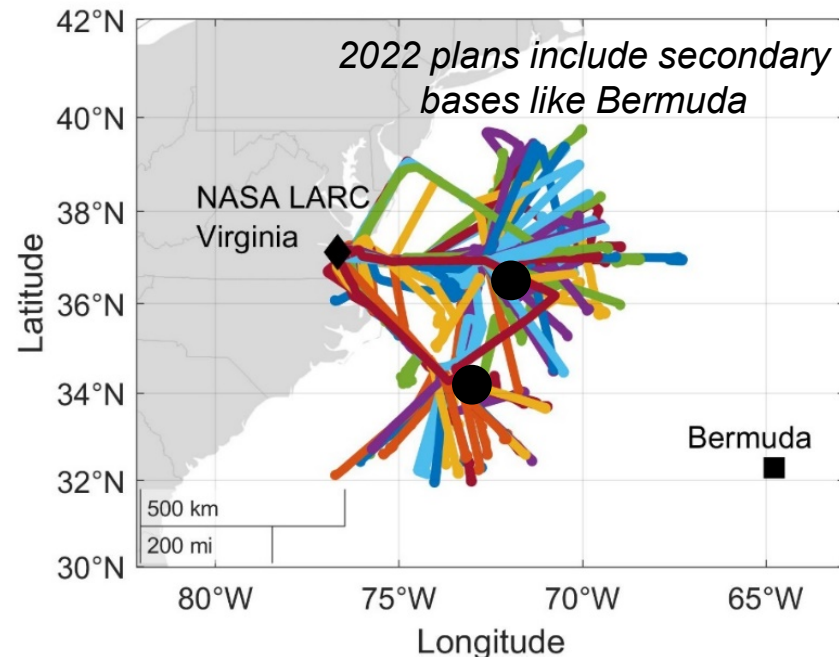 42°N
2022 plans include secondary
bases like Bermuda
40°N
NASA LARC
Virginia
38°N
36°N
Latitude
34°N
Bermuda
32°N
500 km
200 mi
30°N
80°W
75°W
70°W
65°W
Longitude